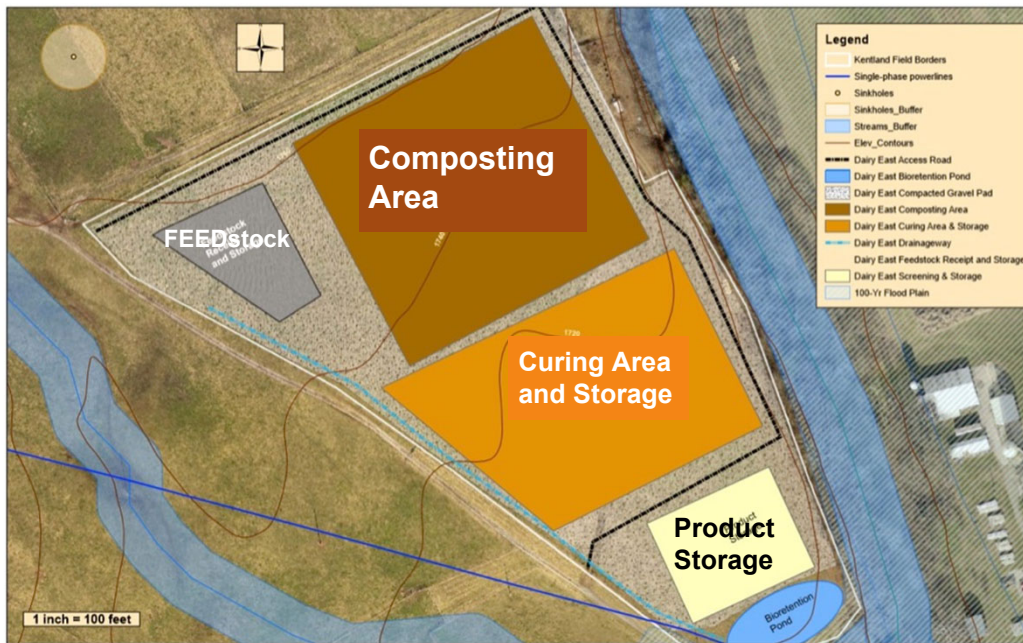 Legend
Kentland Field Borders
Single-phase powerlines
Sinkholes
Sinkholes_Buffer
Streams_Buffer
Elev_Contours
Dairy East Access Road
Dairy East Bioretention Pond
Dairy East Compacted Gravel Pad
Dairy East Composting Area
Dairy East Curing Area & Storage
Dairy East Drainageway
Dairy East Feedstock Receipt and Storage
Dairy East Screening & Storage
100-Yr Flood Plain
Composting
Area
FEEDstock
and Storage
Curing Area
and Storage
Product
Storage
Bioretention
Pond
1 inch = 100 feet